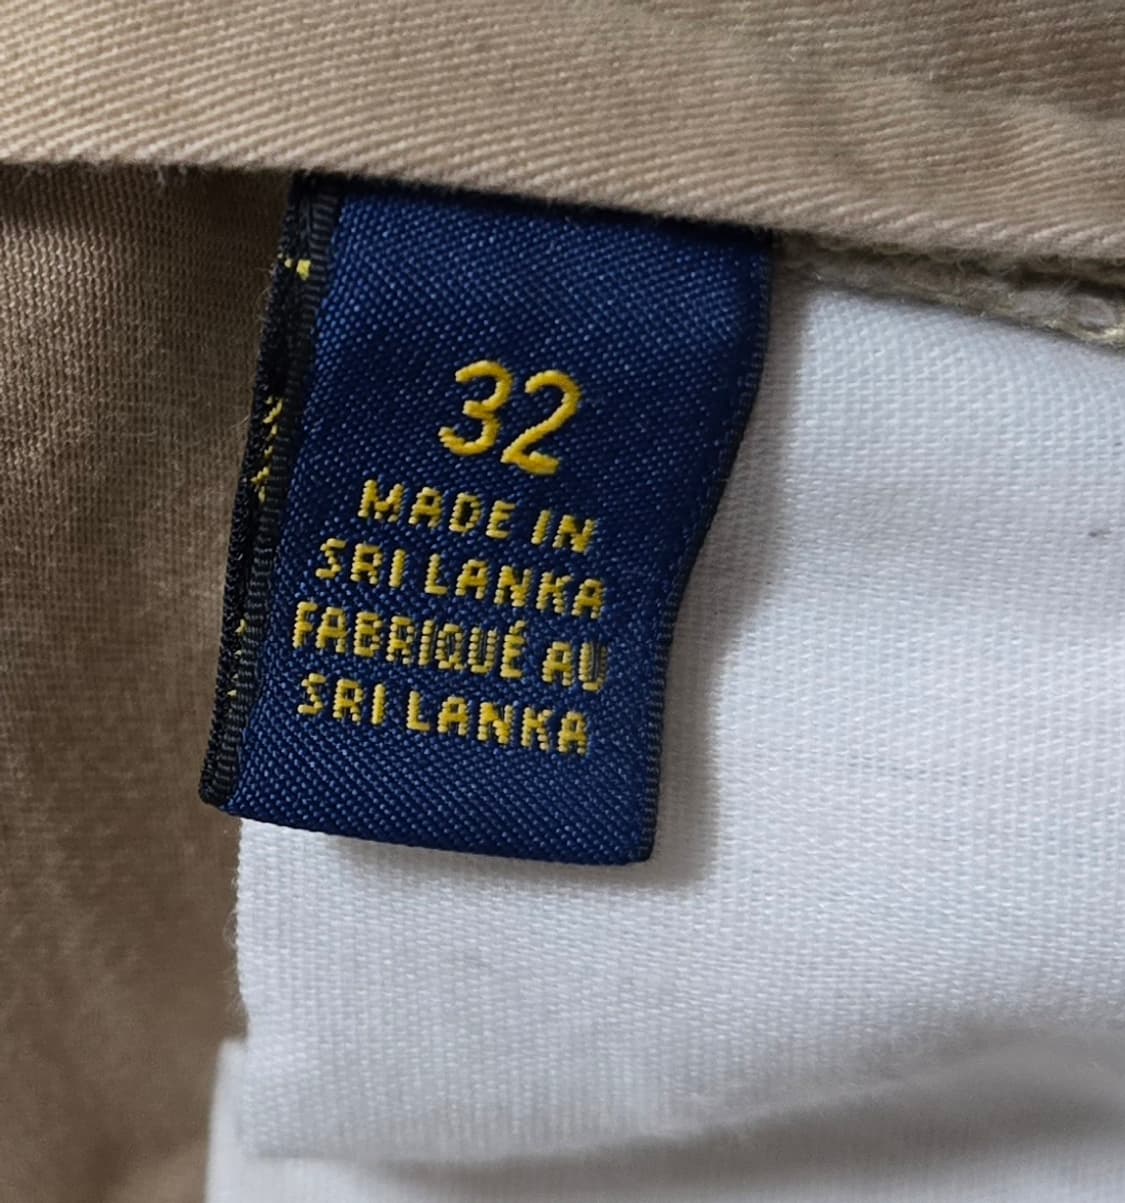 32
MADE IN
SRI LANKA
FABRIQUÉ AU
SRI LANKA